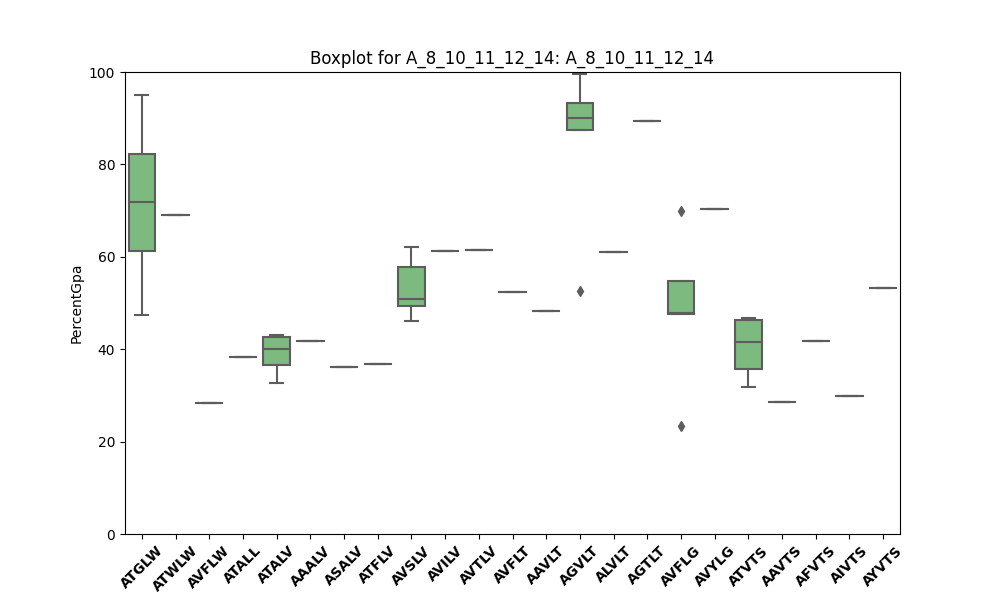 Boxplot for A_8_10_11_12_14: A_8_10_11_12_14
PercentGpa
100
80
60
40
20
0
ATGLW
ATWLW
AVFLW
ATALL
ATALV
AAALV
ASALV
ATFLV
AVSLV
AVILV
AVTLV
AVFLT
AAVLT
AGVLT
ALVLT
AGTLT
AVFLG
AVYLG
ATVTS
AAVTS
AFVTS
AIVTS
AYVTS